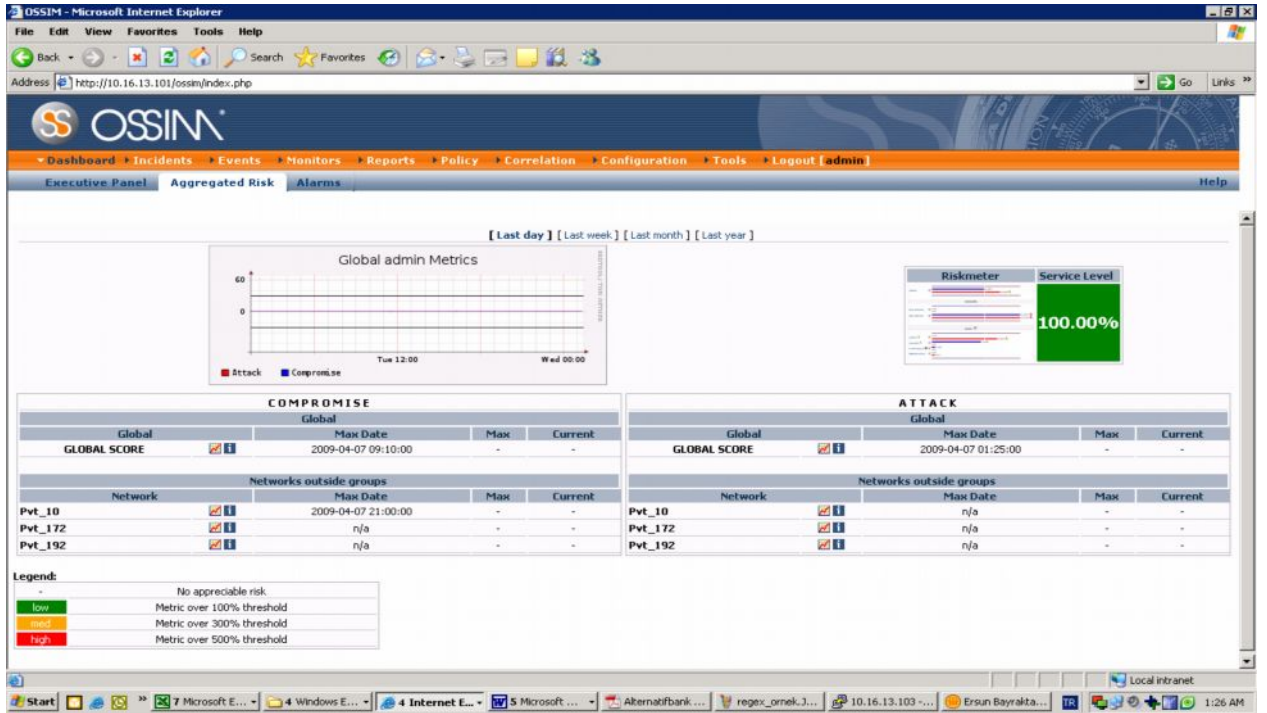 OSSIM - Microsoft Internet Explorer
File Edit View Favorites Tools Help
Back Search Favorites
Address http://10.16.13.101/ossim/index.php Go Links »
OSSIM
Dashboard Incidents Events Monitors Reports Policy Correlation Configuration Tools Logout [admin]
Executive Panel Aggregated Risk Alarms Help
[ Last day ] [ Last week ] [ Last month ] [ Last year ]
Global admin Metrics
60
0
Tue 12:00 Wed 00:00
Attack Compromise
Riskmeter Service Level
100.00%
COMPROMISE
Global
Global Max Date Max Current
GLOBAL SCORE 2009-04-07 09:10:00 - -
Networks outside groups
Network Max Date Max Current
Pvt_10 2009-04-07 21:00:00 - -
Pvt_172 n/a - -
Pvt_192 n/a - -
ATTACK
Global
Global Max Date Max Current
GLOBAL SCORE 2009-04-07 01:25:00 - -
Networks outside groups
Network Max Date Max Current
Pvt_10 n/a - -
Pvt_172 n/a - -
Pvt_192 n/a - -
Legend:
- No appreciable risk
low Metric over 100% threshold
med Metric over 300% threshold
high Metric over 500% threshold
Local intranet
Start » 7 Microsoft E... 4 Windows E... 4 Internet E... 5 Microsoft ... Alternatifbank ... regex_ornek.J... 10.16.13.103 -... Ersun Bayrakta... TR 1:26 AM